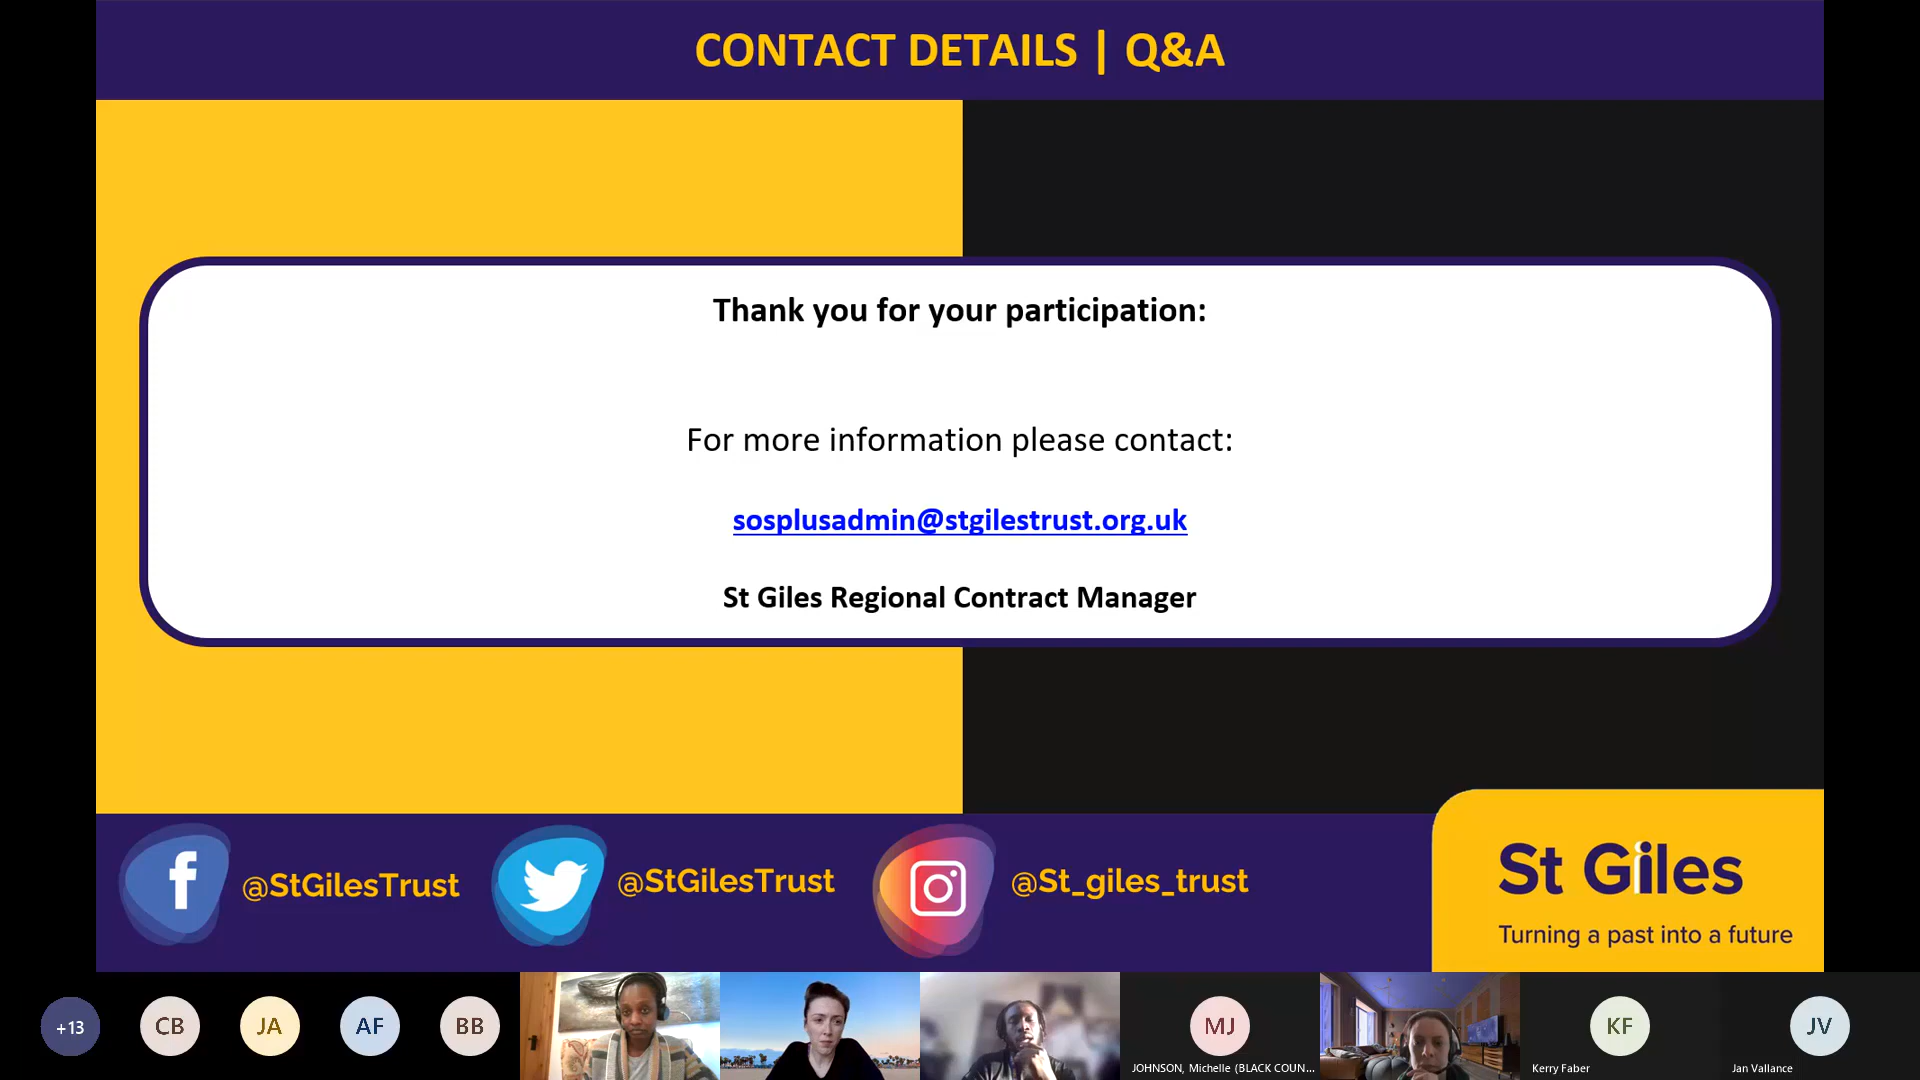 CONTACT DETAILS | Q&A
Thank you for your participation:
For more information please contact:
sosplusadmin@stgilestrust.org.uk
St Giles Regional Contract Manager
@StGilesTrust
@StGilesTrust
@St_giles_trust
St Giles
Turning a past into a future
+13
CB
JA
AF
BB
MJ
JOHNSON, Michelle (BLACK COUN...
KF
Kerry Faber
JV
Jan Vallance